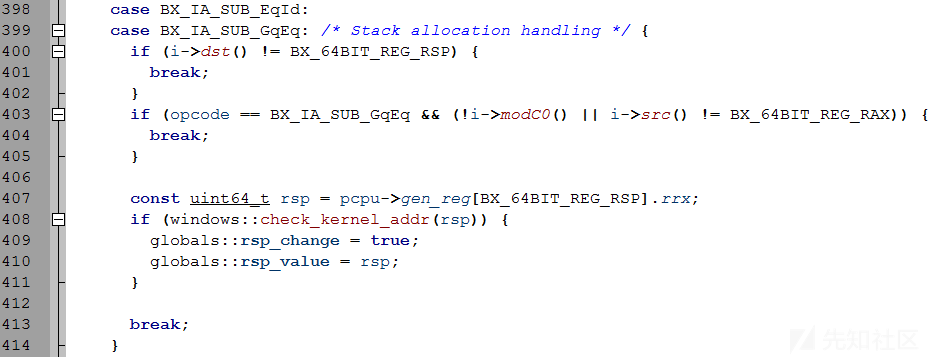 398 case BX_IA_SUB_EqId:
399 case BX_IA_SUB_GqEq: /* Stack allocation handling */ {
400 if (i->dst() != BX_64BIT_REG_RSP) {
401 break;
402 }
403 if (opcode == BX_IA_SUB_GqEq && (!i->modC0() || i->src() != BX_64BIT_REG_RAX)) {
404 break;
405 }
406
407 const uint64_t rsp = pcpu->gen_reg[BX_64BIT_REG_RSP].rrx;
408 if (windows::check_kernel_addr(rsp)) {
409 globals::rsp_change = true;
410 globals::rsp_value = rsp;
411 }
412
413 break;
414 }
先知社区